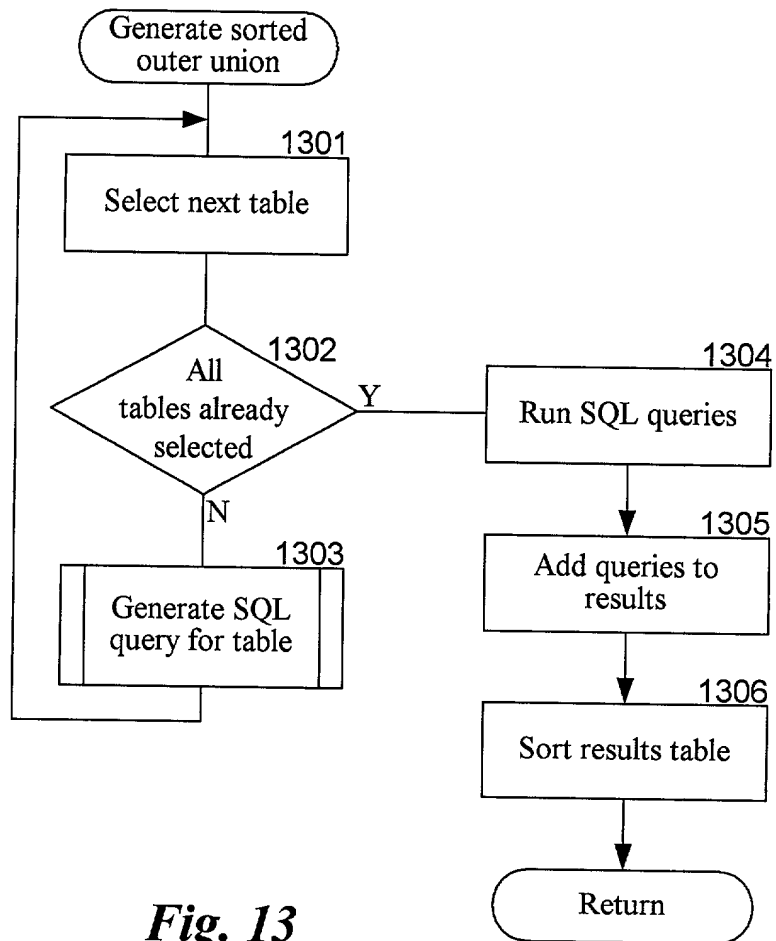 Generate sorted
outer union
1301
Select next table
1302
All
tables already
selected
Y
N
1303
Generate SQL
query for table
1304
Run SQL queries
1305
Add queries to
results
1306
Sort results table
Return
Fig. 13